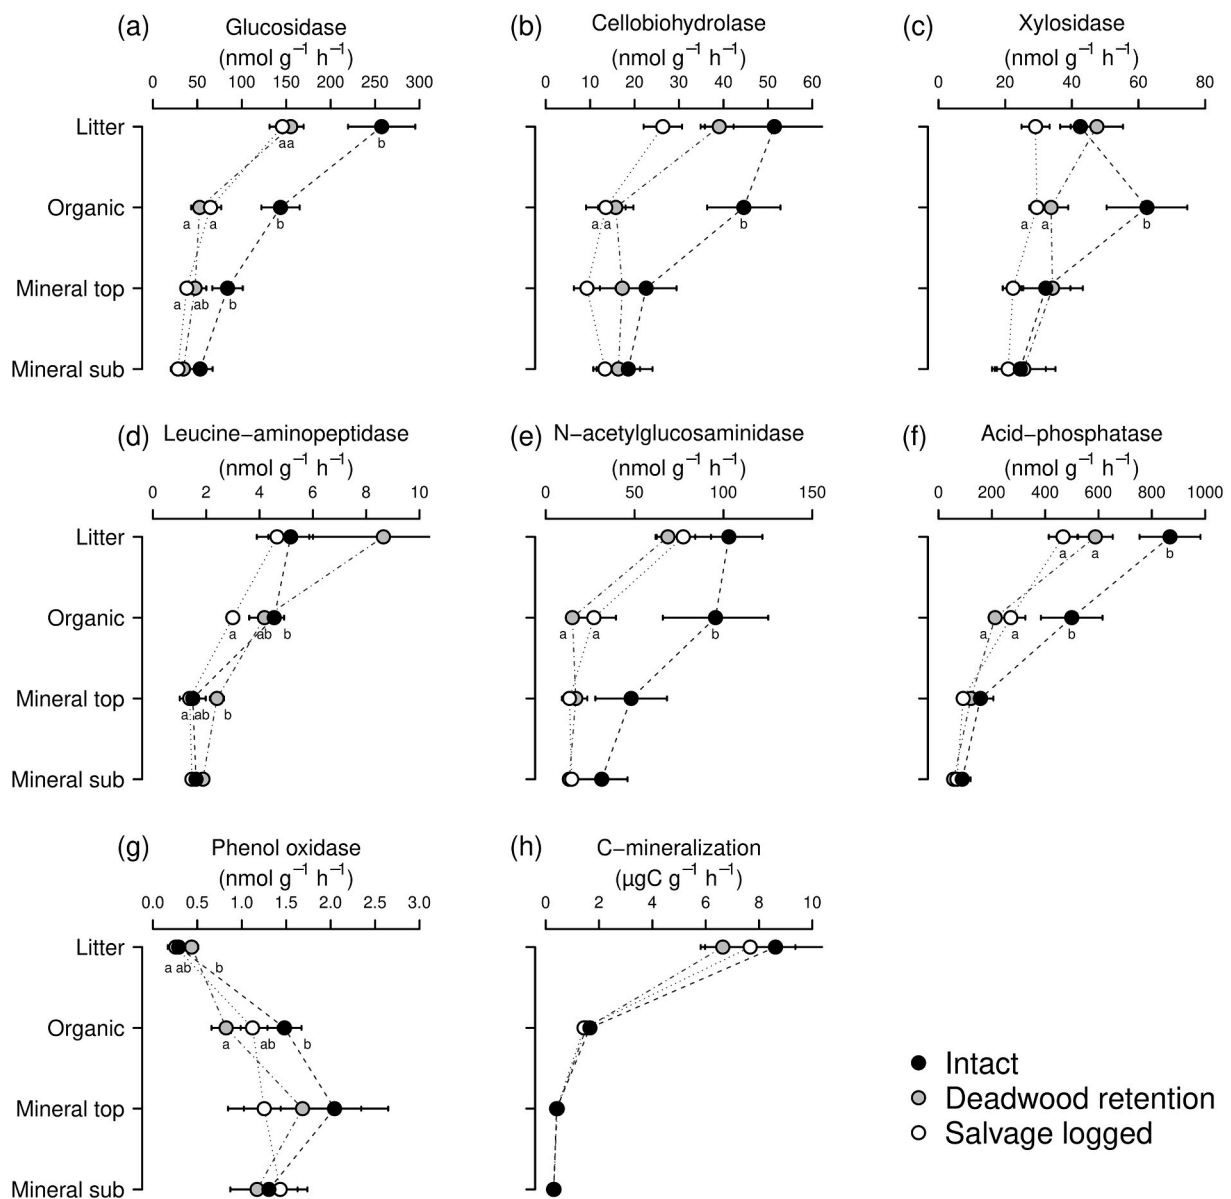 (a) Glucosidase
(nmol g⁻¹ h⁻¹)
0 50 100 150 200 250 300
(b) Cellobiohydrolase
(nmol g⁻¹ h⁻¹)
0 10 20 30 40 50 60
(c) Xylosidase
(nmol g⁻¹ h⁻¹)
0 20 40 60 80
Litter
aa b
Organic
a a b
a a b
a a b
Mineral top
a ab b
Mineral sub
(d) Leucine−aminopeptidase
(nmol g⁻¹ h⁻¹)
0 2 4 6 8 10
(e) N−acetylglucosaminidase
(nmol g⁻¹ h⁻¹)
0 50 100 150
(f) Acid−phosphatase
(nmol g⁻¹ h⁻¹)
0 200 400 600 800 1000
Litter
a a b
Organic
a ab b
a a b
a a b
Mineral top
a ab b
Mineral sub
(g) Phenol oxidase
(nmol g⁻¹ h⁻¹)
0.0 0.5 1.0 1.5 2.0 2.5 3.0
(h) C−mineralization
(µgC g⁻¹ h⁻¹)
0 2 4 6 8 10
Litter
a ab b
Organic
a ab b
Mineral top
Mineral sub
Intact
Deadwood retention
Salvage logged